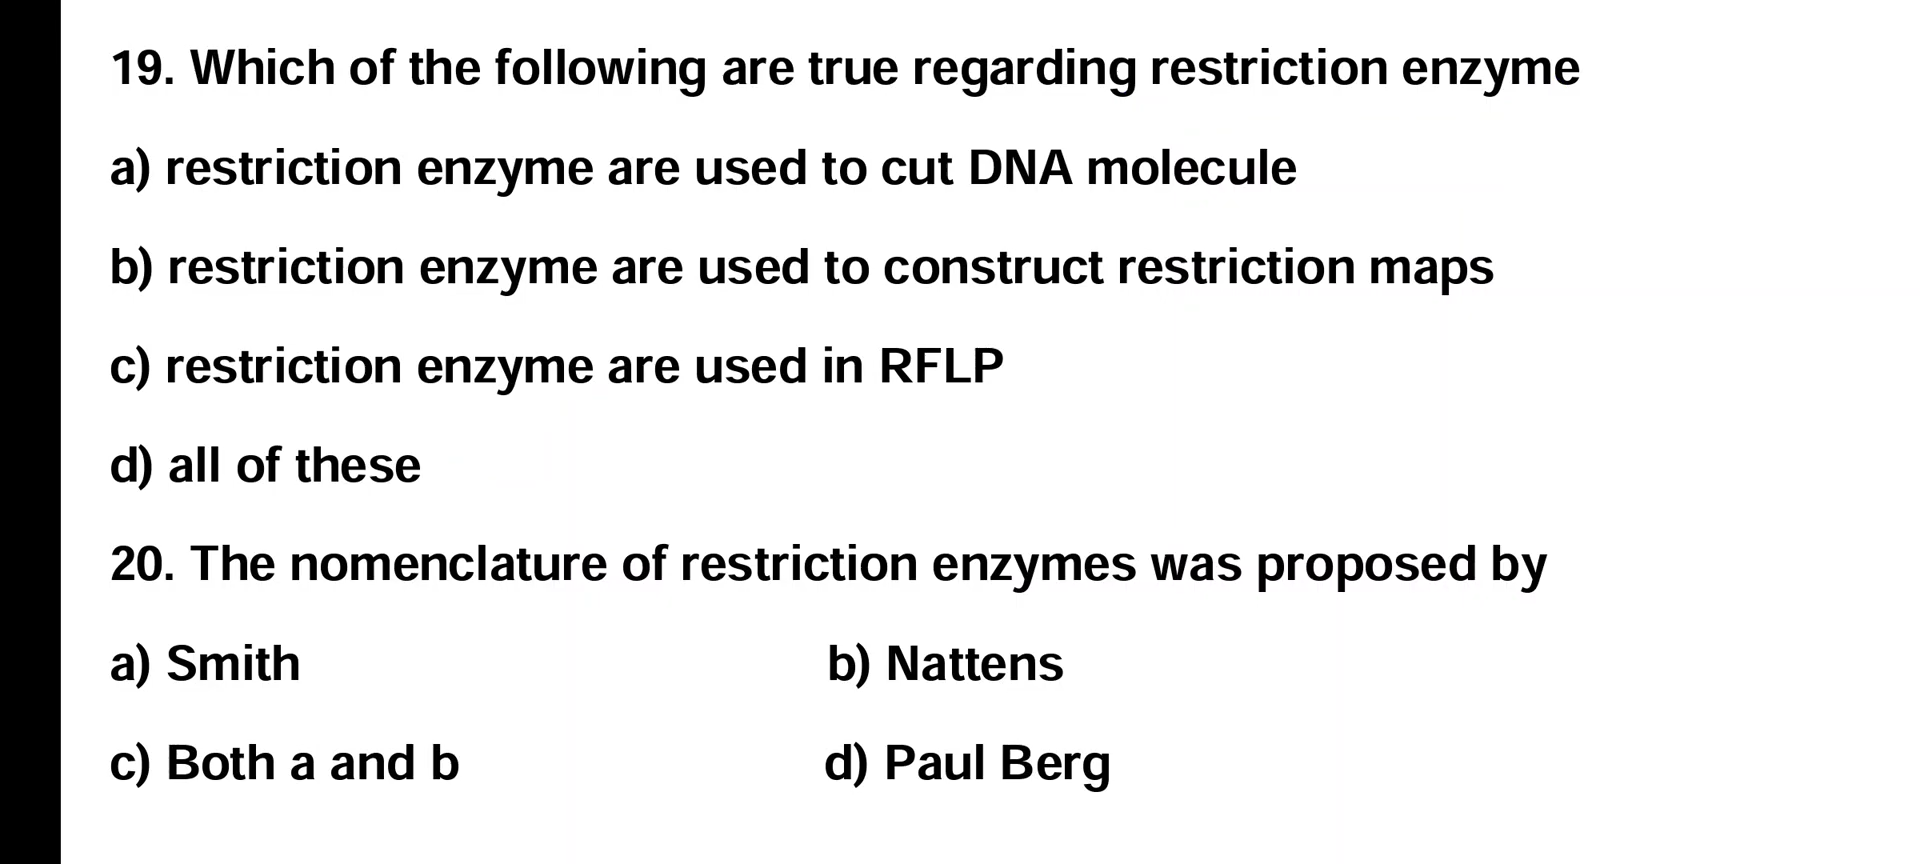 19. Which of the following are true regarding restriction enzyme
a) restriction enzyme are used to cut DNA molecule
b) restriction enzyme are used to construct restriction maps
c) restriction enzyme are used in RFLP
d) all of these
20. The nomenclature of restriction enzymes was proposed by
a) Smith b) Nattens
c) Both a and b d) Paul Berg